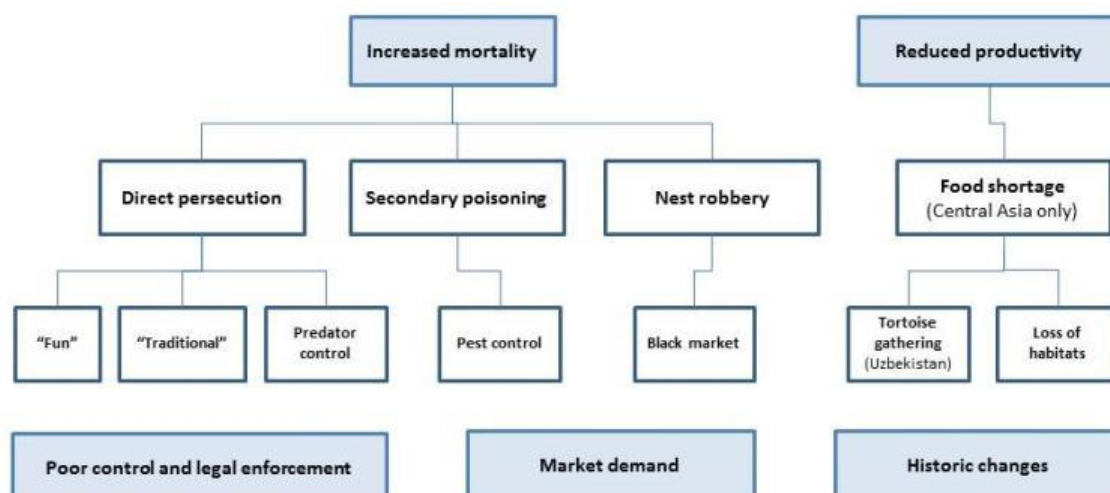 Increased mortality
Reduced productivity
Direct persecution
Secondary poisoning
Nest robbery
Food shortage
(Central Asia only)
“Fun”
“Traditional”
Predator
control
Pest control
Black market
Tortoise
gathering
(Uzbekistan)
Loss of
habitats
Poor control and legal enforcement
Market demand
Historic changes